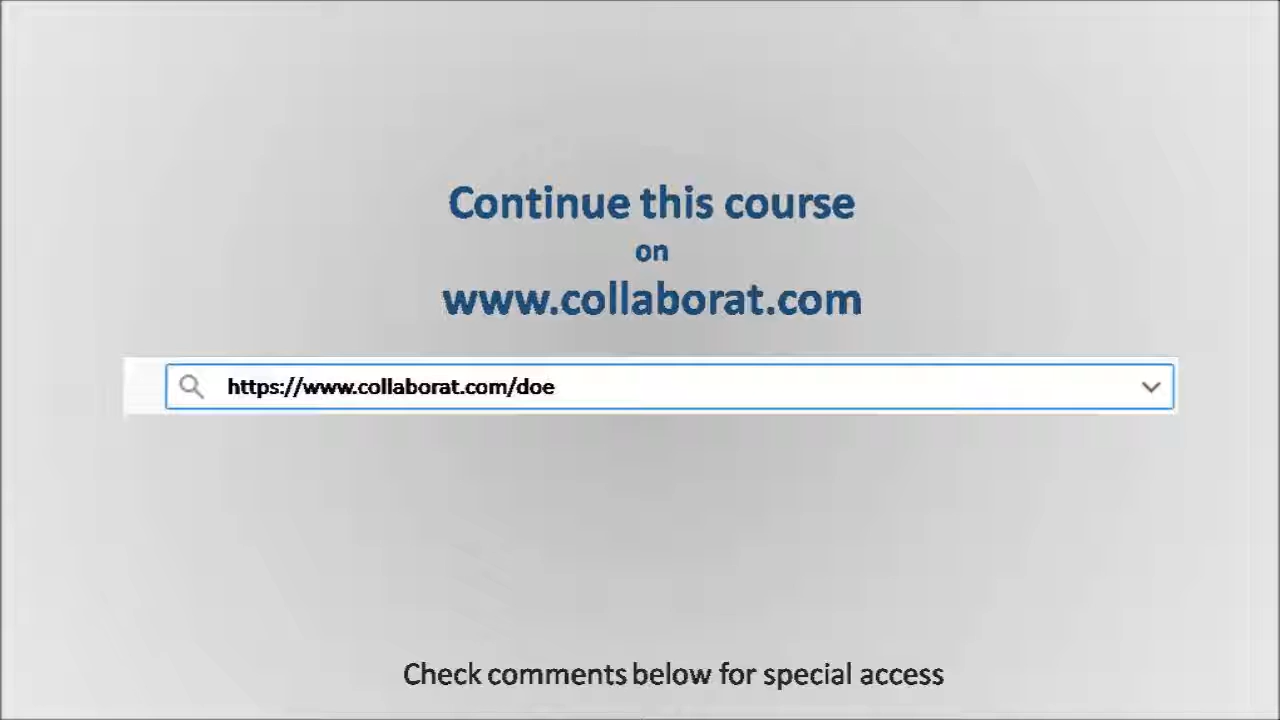 Continue this course
on
www.collaborat.com
https://www.collaborat.com/doe
Check comments below for special access